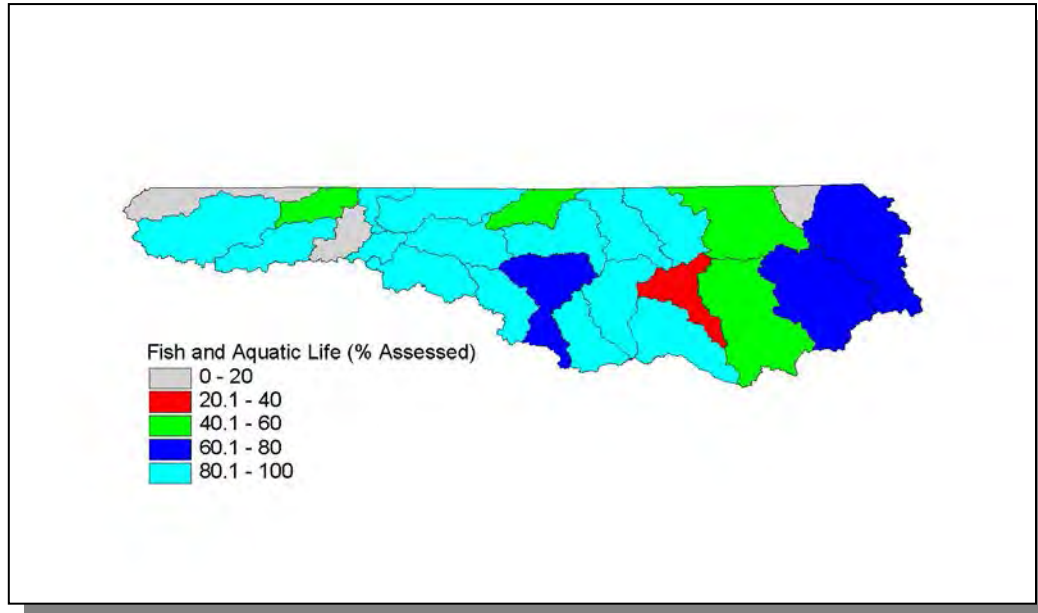 Fish and Aquatic Life (% Assessed)
0 - 20
20.1 - 40
40.1 - 60
60.1 - 80
80.1 - 100